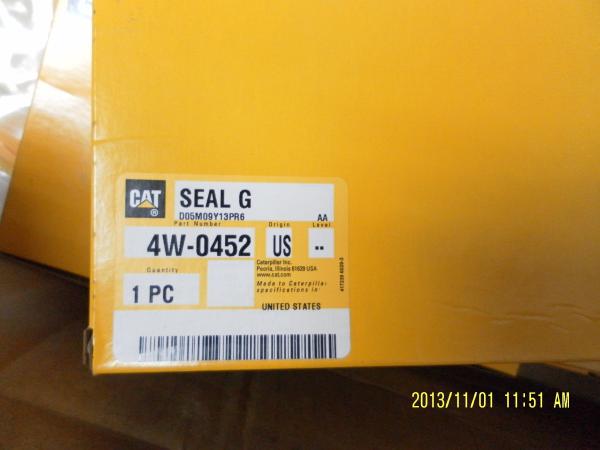 CAT
®
SEAL G
D05M09Y13PR6
AA
Part Number Origin Level
4W-0452 US --
Quantity
1 PC
Caterpillar Inc.
Peoria, Illinois 61629 USA
www.cat.com
Made to Caterpillar
specifications in:
UNITED STATES
2013/11/01 11:51 AM